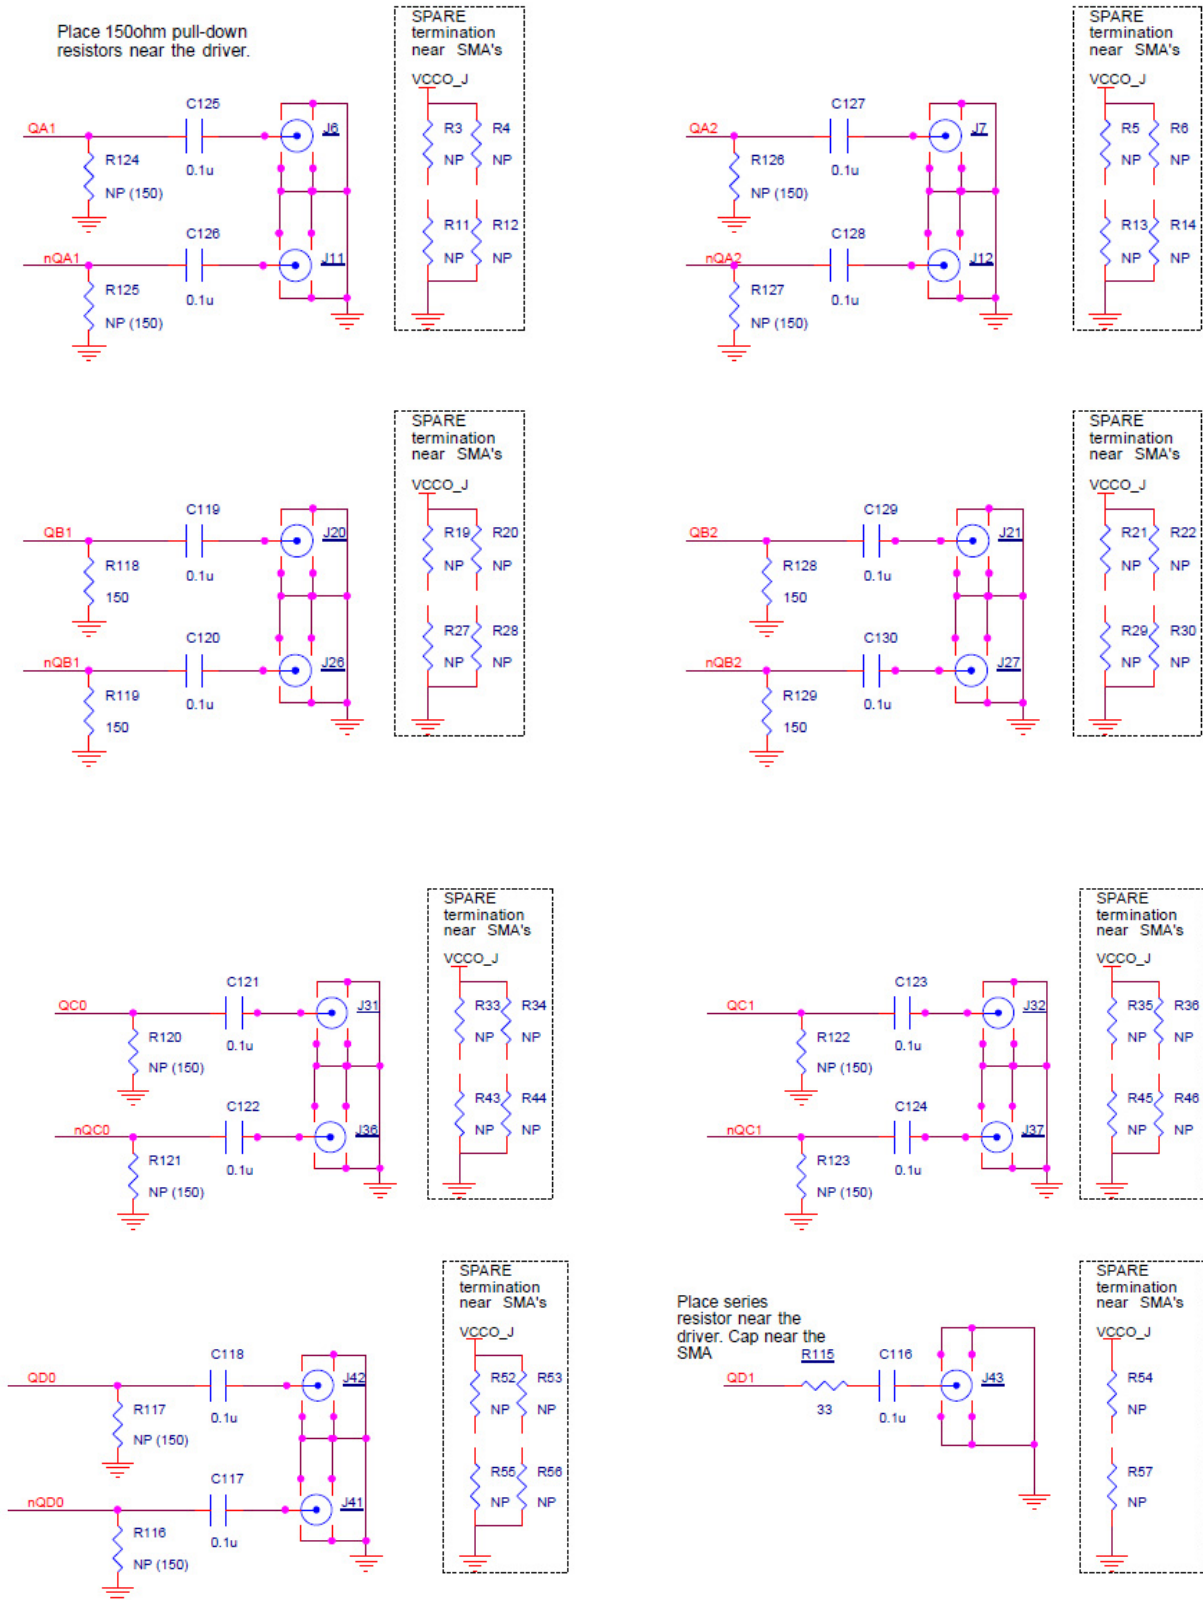 Place 150ohm pull-down
resistors near the driver.
QA1
C125
0.1u
R124
NP (150)
J6
nQA1
C126
0.1u
R125
NP (150)
J11
SPARE
termination
near SMA's
VCCO_J
R3
NP
R4
NP
R11
NP
R12
NP
QA2
C127
0.1u
R126
NP (150)
J7
nQA2
C128
0.1u
R127
NP (150)
J12
SPARE
termination
near SMA's
VCCO_J
R5
NP
R6
NP
R13
NP
R14
NP
QB1
C119
0.1u
R118
150
J20
nQB1
C120
0.1u
R119
150
J26
SPARE
termination
near SMA's
VCCO_J
R19
NP
R20
NP
R27
NP
R28
NP
QB2
C129
0.1u
R128
150
J21
nQB2
C130
0.1u
R129
150
J27
SPARE
termination
near SMA's
VCCO_J
R21
NP
R22
NP
R29
NP
R30
NP
QC0
C121
0.1u
R120
NP (150)
J31
nQC0
C122
0.1u
R121
NP (150)
J36
SPARE
termination
near SMA's
VCCO_J
R33
NP
R34
NP
R43
NP
R44
NP
QC1
C123
0.1u
R122
NP (150)
J32
nQC1
C124
0.1u
R123
NP (150)
J37
SPARE
termination
near SMA's
VCCO_J
R35
NP
R36
NP
R45
NP
R46
NP
QD0
C118
0.1u
R117
NP (150)
J42
nQD0
C117
0.1u
R116
NP (150)
J41
SPARE
termination
near SMA's
VCCO_J
R52
NP
R53
NP
R55
NP
R56
NP
Place series
resistor near the
driver. Cap near the
SMA
QD1
R115
33
C116
0.1u
J43
SPARE
termination
near SMA's
VCCO_J
R54
NP
R57
NP